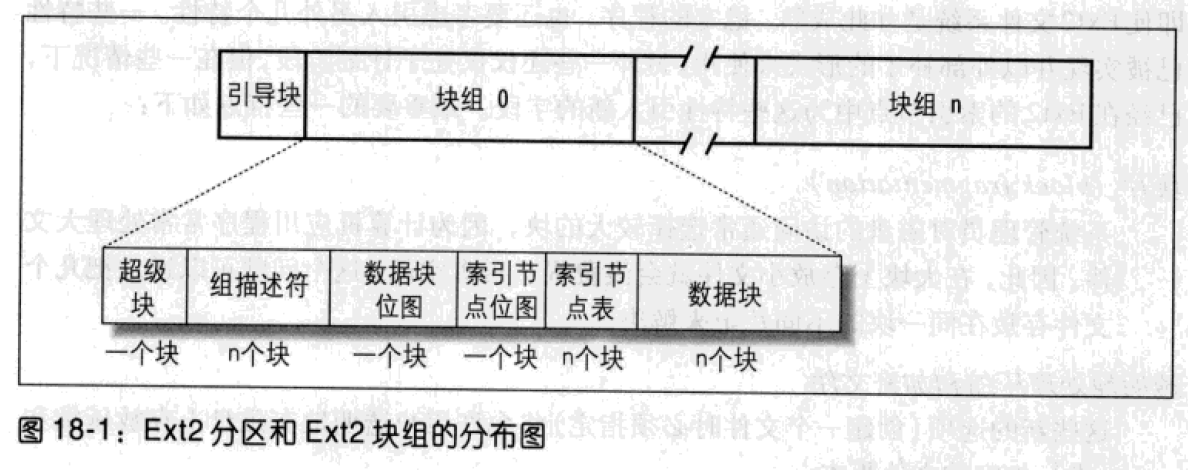 引导块
块组 0
块组 n
超级
块
组描述符
数据块
位图
索引节
点位图
索引节
点表
数据块
一个块
n个块
一个块
一个块
n个块
n个块
图 18-1：Ext2 分区和 Ext2 块组的分布图